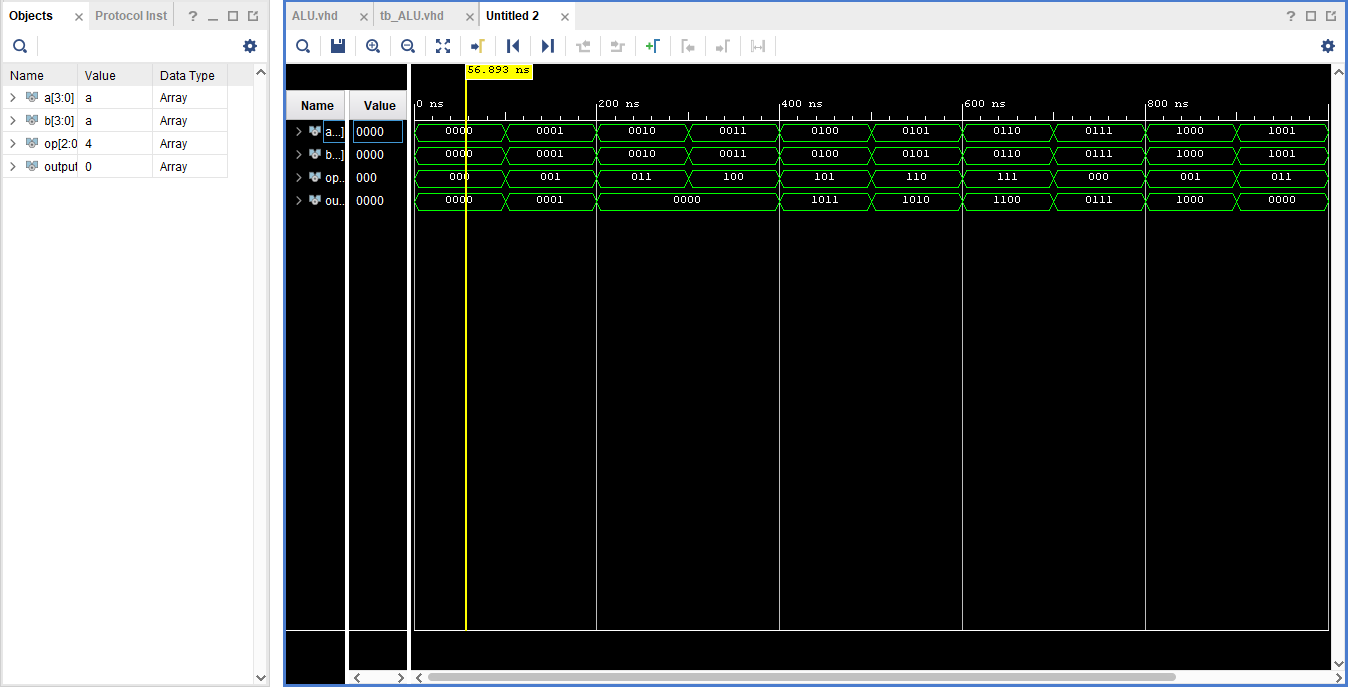 Objects × Protocol Inst ?
Name Value Data Type
a[3:0] a Array
b[3:0] a Array
op[2:0 4 Array
output 0 Array
ALU.vhd × tb_ALU.vhd × Untitled 2 × ?
56.893 ns
Name Value
0 ns 200 ns 400 ns 600 ns 800 ns
a...] 0000 0000 0001 0010 0011 0100 0101 0110 0111 1000 1001
b...] 0000 0000 0001 0010 0011 0100 0101 0110 0111 1000 1001
op.. 000 000 001 011 100 101 110 111 000 001 011
ou.. 0000 0000 0001 0000 1011 1010 1100 0111 1000 0000